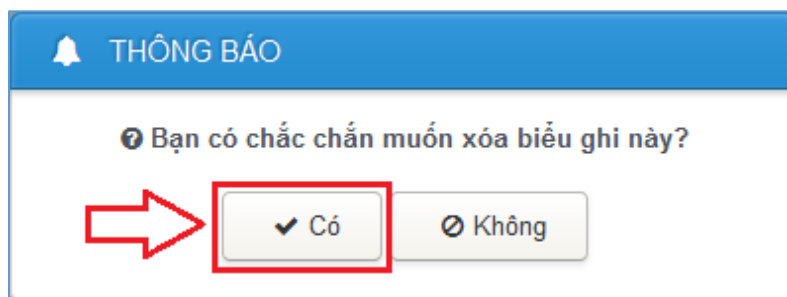 THÔNG BÁO
Bạn có chắc chắn muốn xóa biểu ghi này?
Có Không